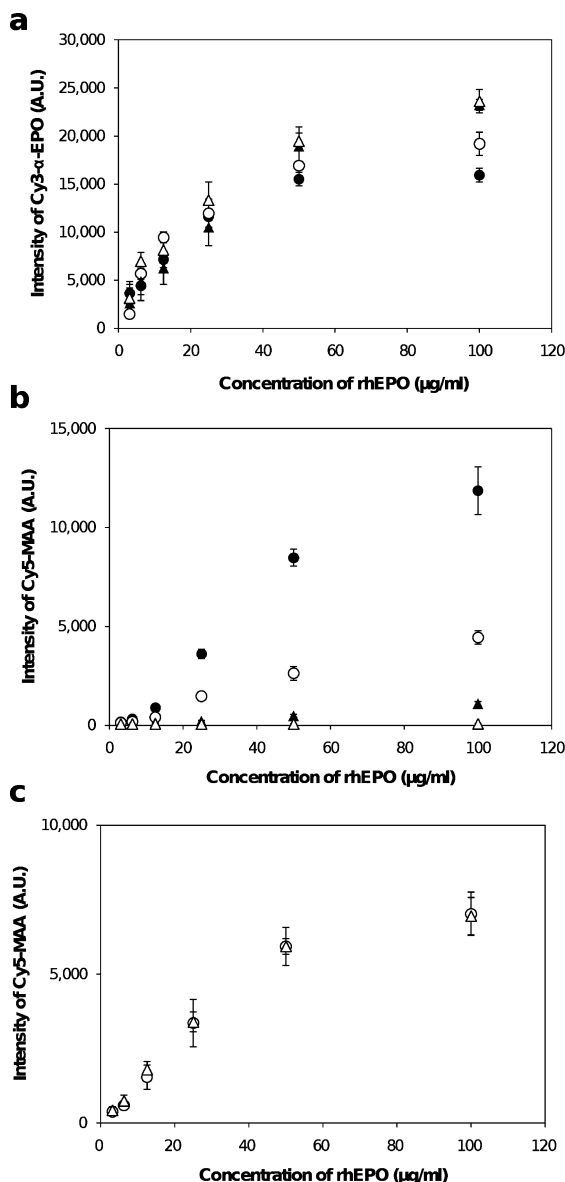 a
30,000
25,000
20,000
15,000
10,000
5,000
0
0 20 40 60 80 100 120
Intensity of Cy3-α-EPO (A.U.)
Concentration of rhEPO (µg/ml)
b
15,000
10,000
5,000
0
0 20 40 60 80 100 120
Intensity of Cy5-MAA (A.U.)
Concentration of rhEPO (µg/ml)
c
10,000
5,000
0
0 20 40 60 80 100 120
Intensity of Cy5-MAA (A.U.)
Concentration of rhEPO (µg/ml)